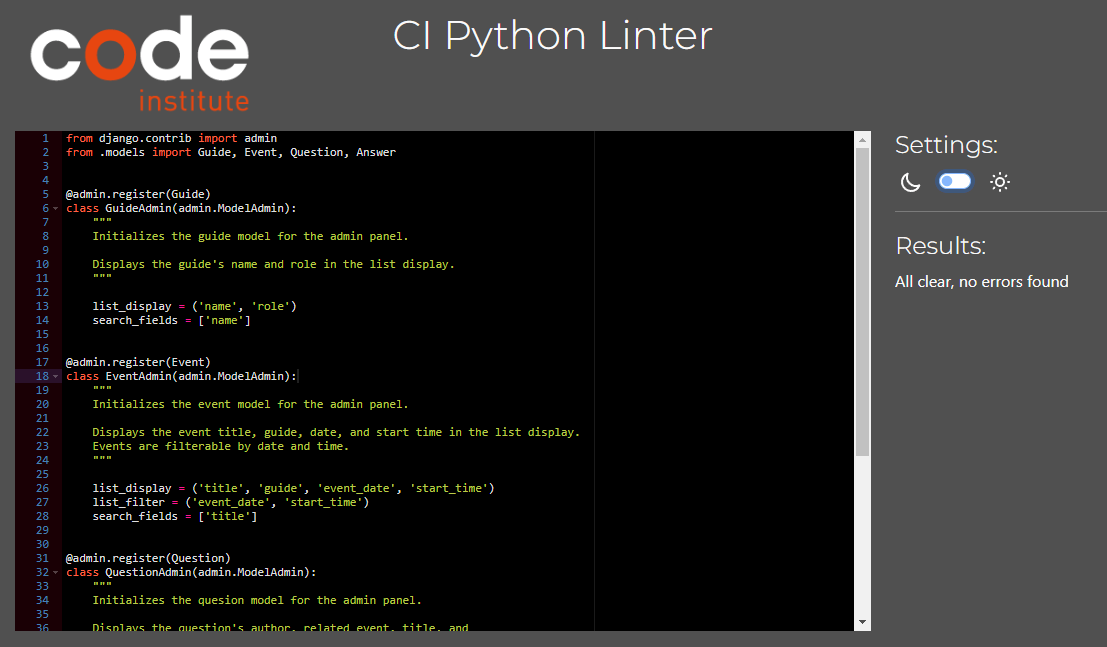 code
institute
CI Python Linter
1 from django.contrib import admin
2 from .models import Guide, Event, Question, Answer
3
4
5 @admin.register(Guide)
6 class GuideAdmin(admin.ModelAdmin):
7     """
8     Initializes the guide model for the admin panel.
9
10     Displays the guide's name and role in the list display.
11     """
12
13     list_display = ('name', 'role')
14     search_fields = ['name']
15
16
17 @admin.register(Event)
18 class EventAdmin(admin.ModelAdmin):
19     """
20     Initializes the event model for the admin panel.
21
22     Displays the event title, guide, date, and start time in the list display.
23     Events are filterable by date and time.
24     """
25
26     list_display = ('title', 'guide', 'event_date', 'start_time')
27     list_filter = ('event_date', 'start_time')
28     search_fields = ['title']
29
30
31 @admin.register(Question)
32 class QuestionAdmin(admin.ModelAdmin):
33     """
34     Initializes the quesion model for the admin panel.
35
36     Displays the question's author, related event, title, and
Settings:
Results:
All clear, no errors found